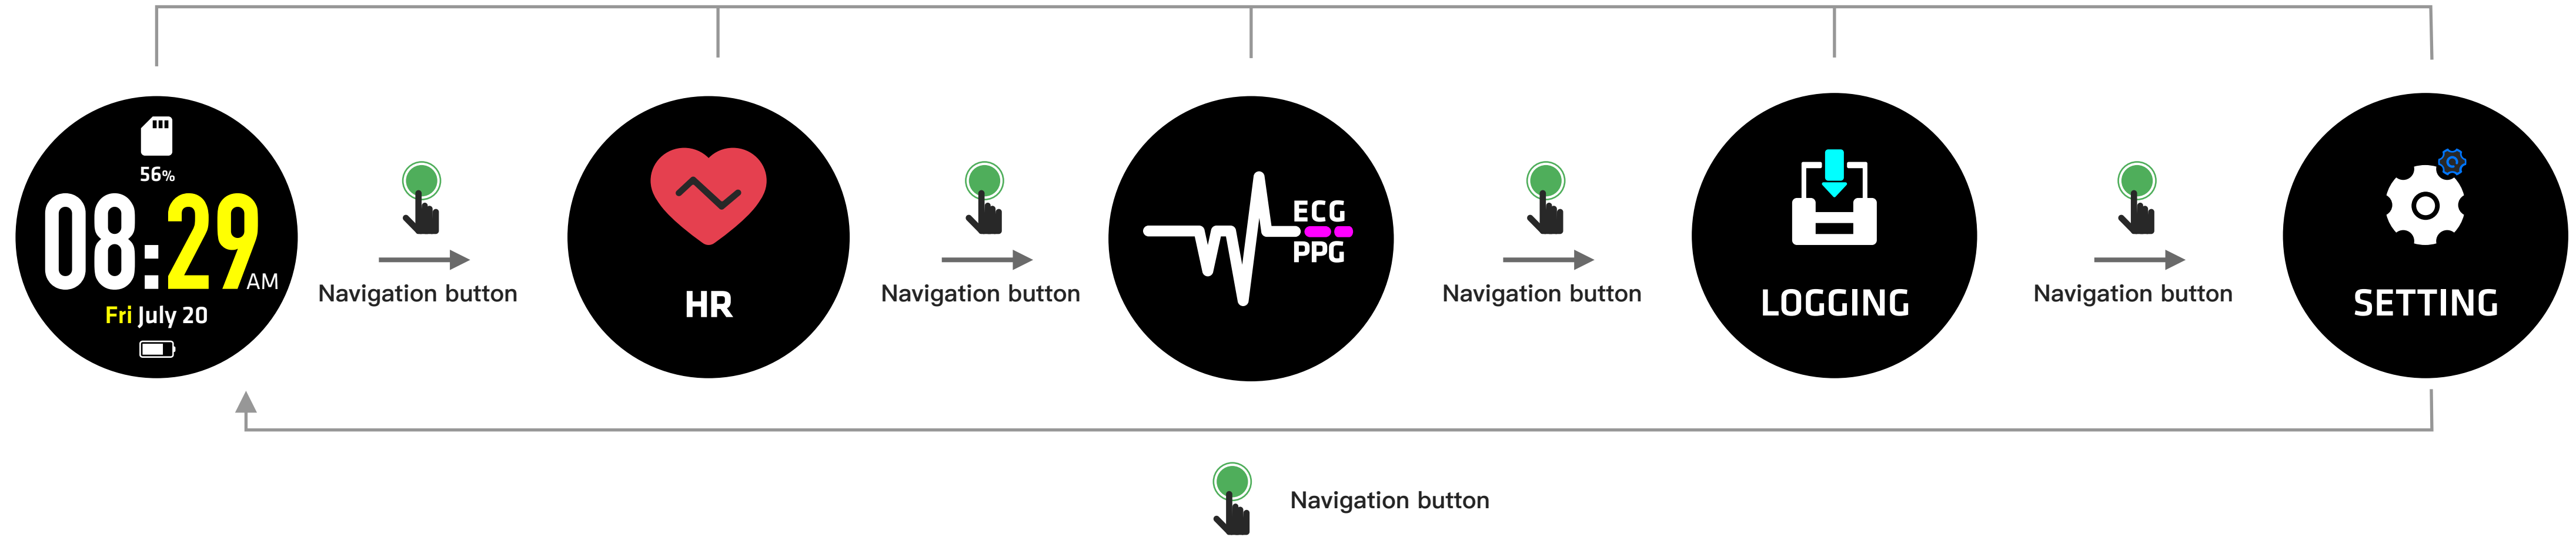 56%
08:29 AM
Fri July 20
Navigation button
HR
Navigation button
ECG
PPG
Navigation button
LOGGING
Navigation button
SETTING
Navigation button